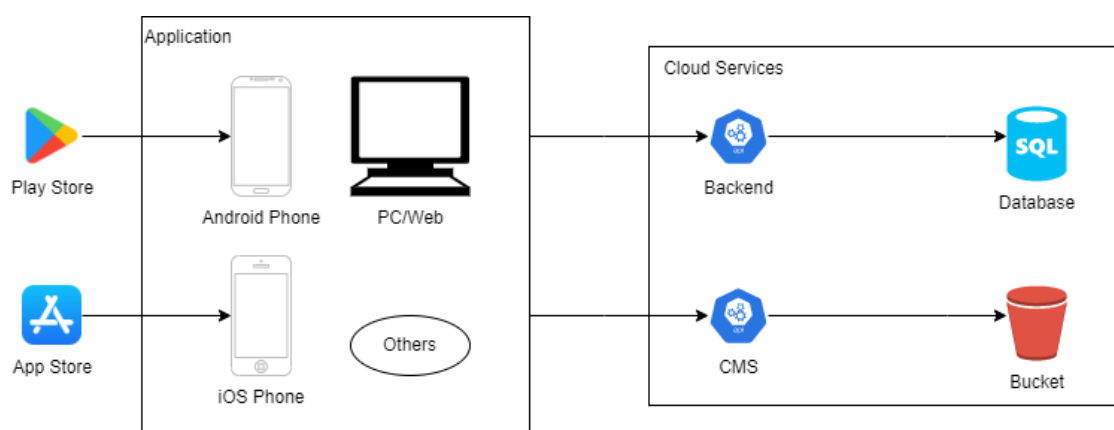 Application
Cloud Services
Play Store
Android Phone
PC/Web
Backend
SQL
Database
App Store
iOS Phone
Others
CMS
Bucket